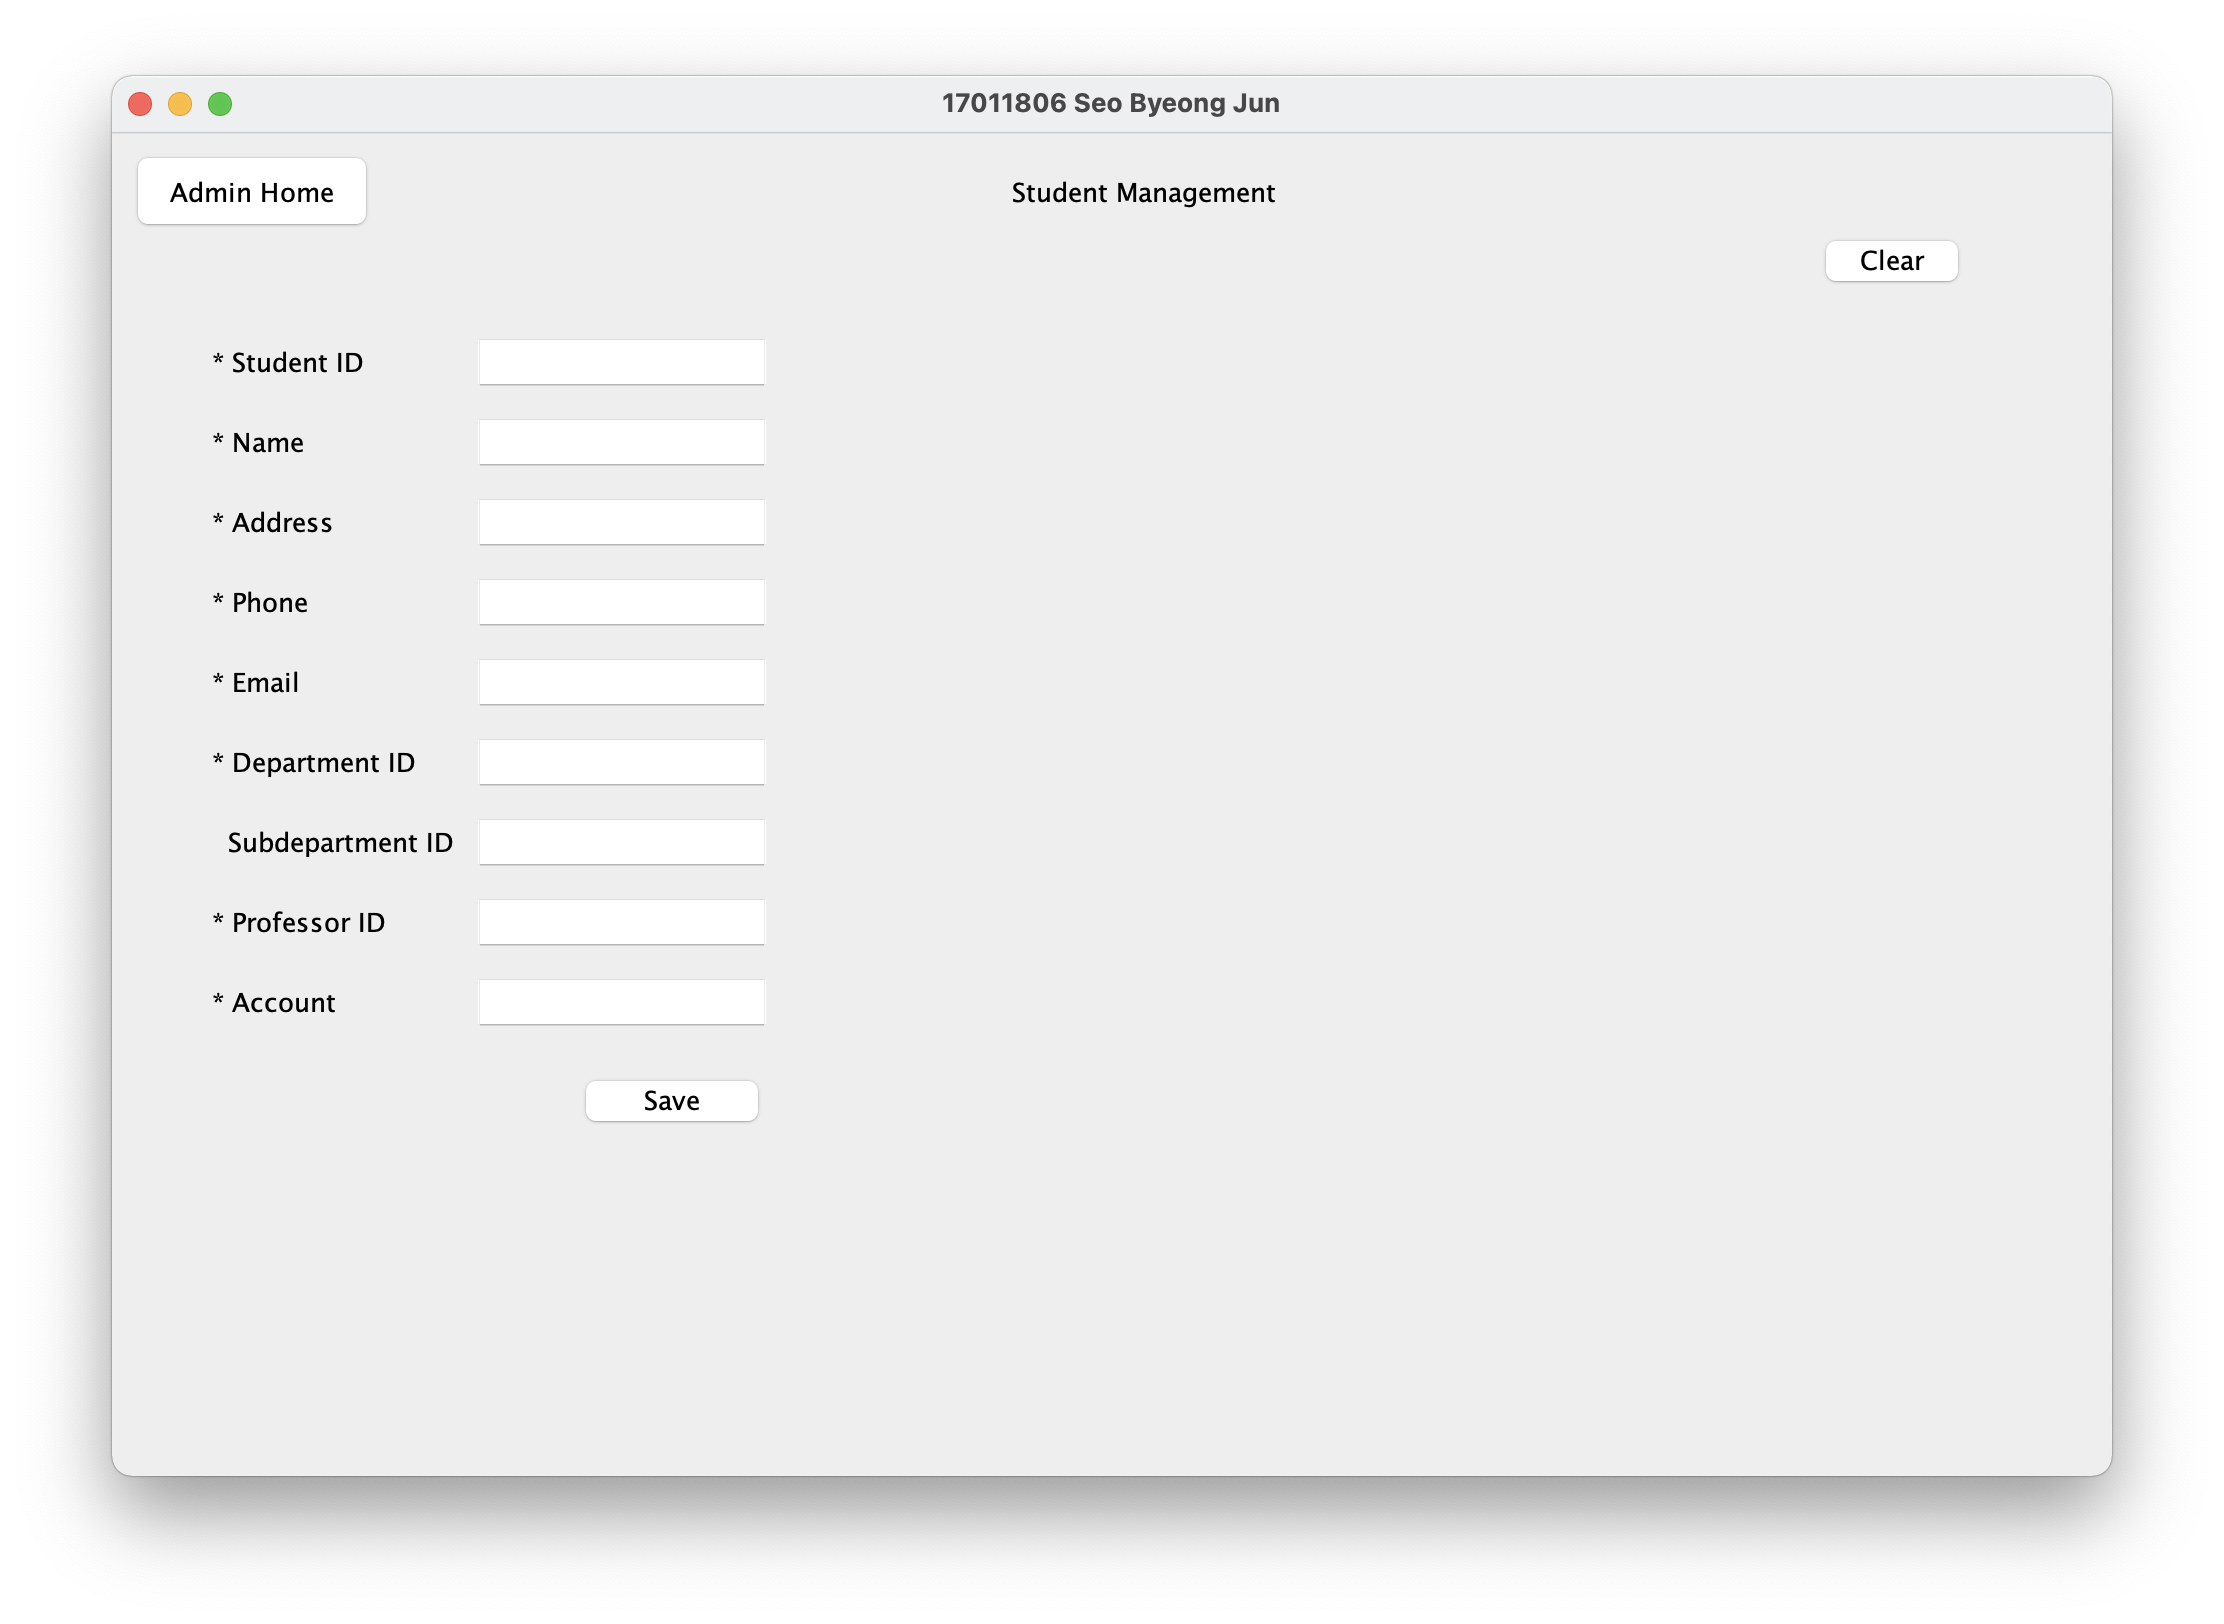 17011806 Seo Byeong Jun
Admin Home
Student Management
Clear
* Student ID
* Name
* Address
* Phone
* Email
* Department ID
Subdepartment ID
* Professor ID
* Account
Save